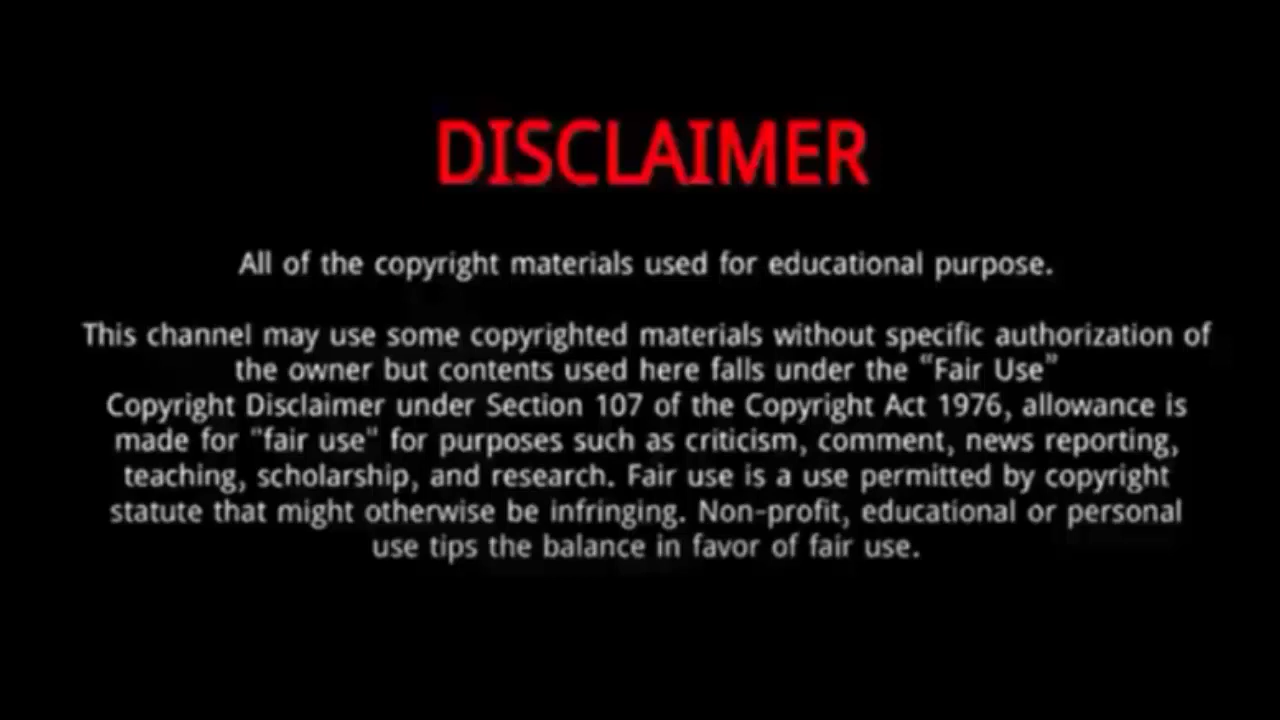 DISCLAIMER
All of the copyright materials used for educational purpose.
This channel may use some copyrighted materials without specific authorization of
the owner but contents used here falls under the “Fair Use”
Copyright Disclaimer under Section 107 of the Copyright Act 1976, allowance is
made for "fair use" for purposes such as criticism, comment, news reporting,
teaching, scholarship, and research. Fair use is a use permitted by copyright
statute that might otherwise be infringing. Non-profit, educational or personal
use tips the balance in favor of fair use.